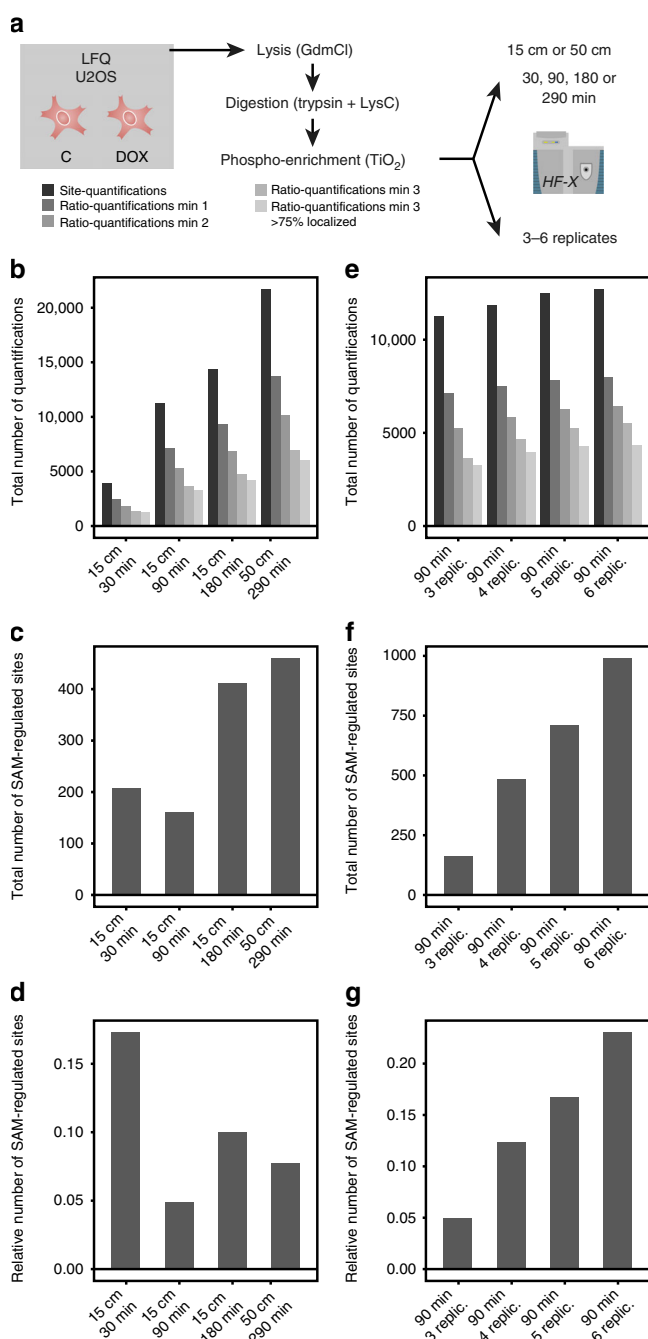 a
LFQ
U2OS
C
DOX
Lysis (GdmCl)
Digestion (trypsin + LysC)
Phospho-enrichment (TiO2)
15 cm or 50 cm
30, 90, 180 or
290 min
HF-X
3–6 replicates
Site-quantifications
Ratio-quantifications min 1
Ratio-quantifications min 2
Ratio-quantifications min 3
Ratio-quantifications min 3
>75% localized
b
Total number of quantifications
20,000
15,000
10,000
5000
0
15 cm
30 min
15 cm
90 min
15 cm
180 min
50 cm
290 min
e
Total number of quantifications
10,000
5000
0
90 min
3 replic.
90 min
4 replic.
90 min
5 replic.
90 min
6 replic.
c
Total number of SAM-regulated sites
400
300
200
100
0
15 cm
30 min
15 cm
90 min
15 cm
180 min
50 cm
290 min
f
Total number of SAM-regulated sites
1000
750
500
250
0
90 min
3 replic.
90 min
4 replic.
90 min
5 replic.
90 min
6 replic.
d
Relative number of SAM-regulated sites
0.15
0.10
0.05
0.00
15 cm
30 min
15 cm
90 min
15 cm
180 min
50 cm
290 min
g
Relative number of SAM-regulated sites
0.20
0.15
0.10
0.05
0.00
90 min
3 replic.
90 min
4 replic.
90 min
5 replic.
90 min
6 replic.